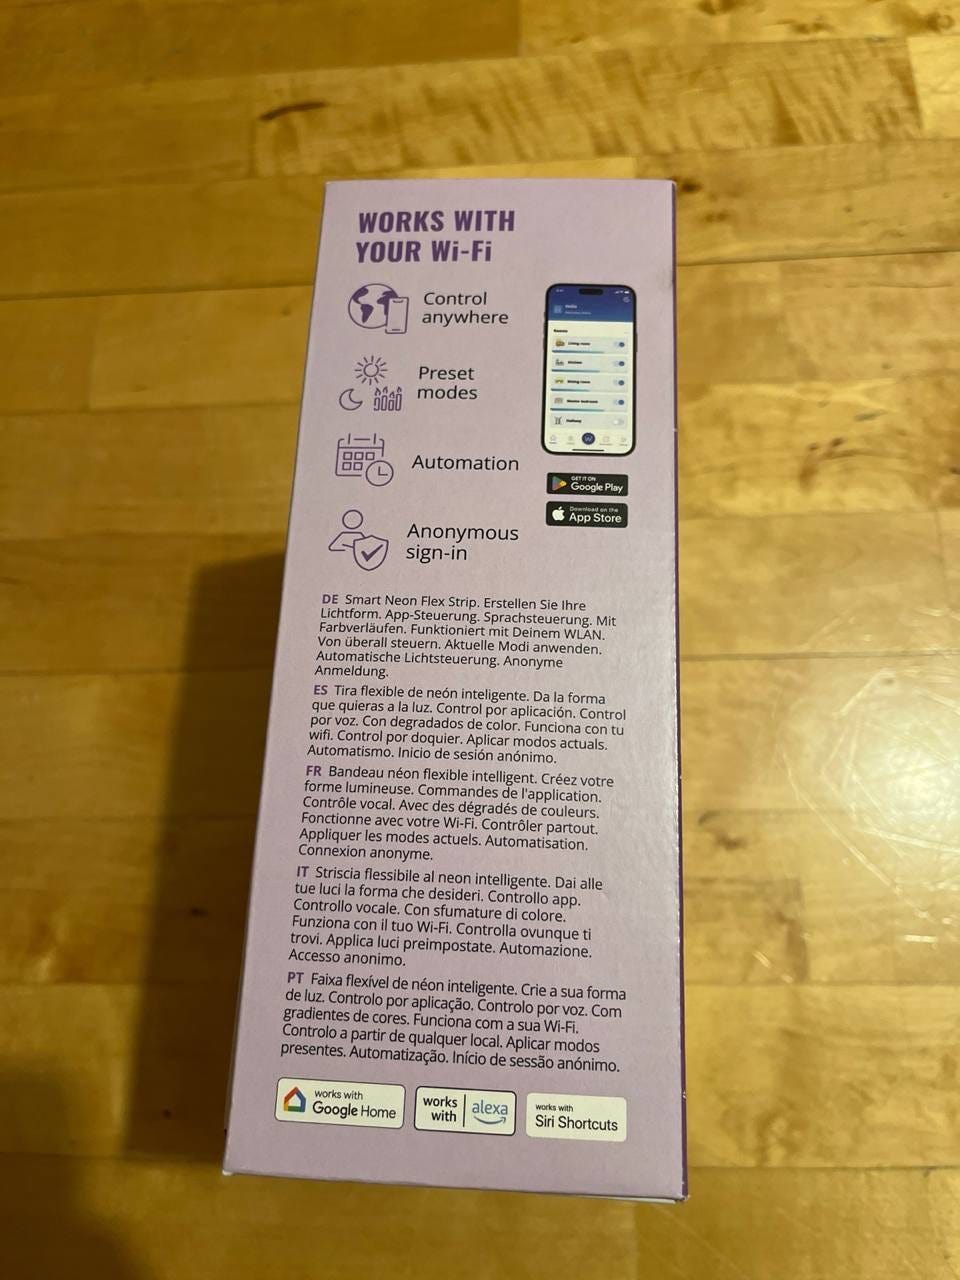 WORKS WITH
YOUR Wi-Fi
Control
anywhere
Preset
modes
Automation
Anonymous
sign-in
Hello
Rooms
Living room
Kitchen
Dining room
Master bedroom
Hallway
GET IT ON
Google Play
Download on the
App Store
DE Smart Neon Flex Strip. Erstellen Sie Ihre
Lichtform. App-Steuerung. Sprachsteuerung. Mit
Farbverläufen. Funktioniert mit Deinem WLAN.
Von überall steuern. Aktuelle Modi anwenden.
Automatische Lichtsteuerung. Anonyme
Anmeldung.
ES Tira flexible de neón inteligente. Da la forma
que quieras a la luz. Control por aplicación. Control
por voz. Con degradados de color. Funciona con tu
wifi. Control por doquier. Aplicar modos actuals.
Automatismo. Inicio de sesión anónimo.
FR Bandeau néon flexible intelligent. Créez votre
forme lumineuse. Commandes de l'application.
Contrôle vocal. Avec des dégradés de couleurs.
Fonctionne avec votre Wi-Fi. Contrôler partout.
Appliquer les modes actuels. Automatisation.
Connexion anonyme.
IT Striscia flessibile al neon intelligente. Dai alle
tue luci la forma che desideri. Controllo app.
Controllo vocale. Con sfumature di colore.
Funziona con il tuo Wi-Fi. Controlla ovunque ti
trovi. Applica luci preimpostate. Automazione.
Accesso anonimo.
PT Faixa flexível de néon inteligente. Crie a sua forma
de luz. Controlo por aplicação. Controlo por voz. Com
gradientes de cores. Funciona com a sua Wi-Fi.
Controlo a partir de qualquer local. Aplicar modos
presentes. Automatização. Início de sessão anónimo.
works with
Google Home
works
with
alexa
works with
Siri Shortcuts